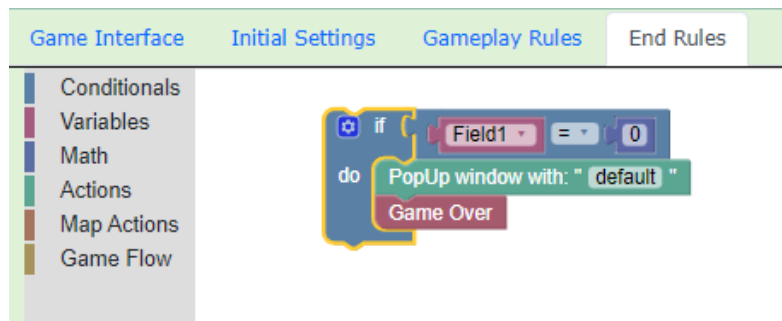 Game Interface Initial Settings Gameplay Rules End Rules
Conditionals
Variables
Math
Actions
Map Actions
Game Flow
if Field1 = 0
do PopUp window with: " default "
Game Over